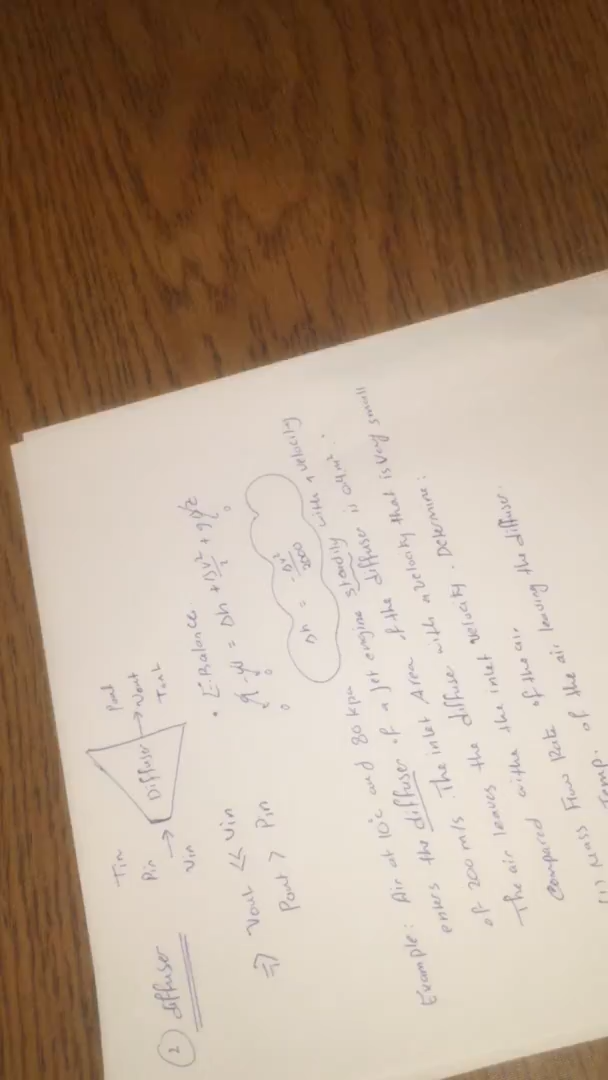 ② diffuser
Tin
Pin
Vin
Diffuser
Pout
Vout
Tout
⇒ Vout << Vin
Pout > Pin
• E. Balance
q - w = Δh + ΔV²/2 + gΔz
0 0 0
Δh = -ΔV²/2000
Example: Air at 10°c and 80 kpa
enters the diffuser of a jet engine steadily with a velocity
of 200 m/s. The inlet Area of the diffuser is 0.4m².
The air leaves the diffuser with a velocity that is very small
compared withe the inlet velocity. Determine:
Mass Flow Rate of the air
Temp. of the air leaving the diffuser.